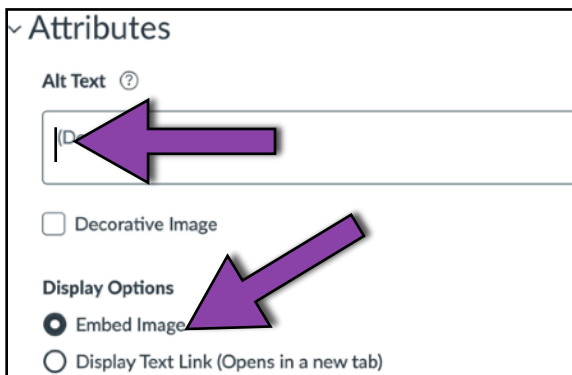 Attributes
Alt Text ?
Decorative Image
Display Options
Embed Image
Display Text Link (Opens in a new tab)